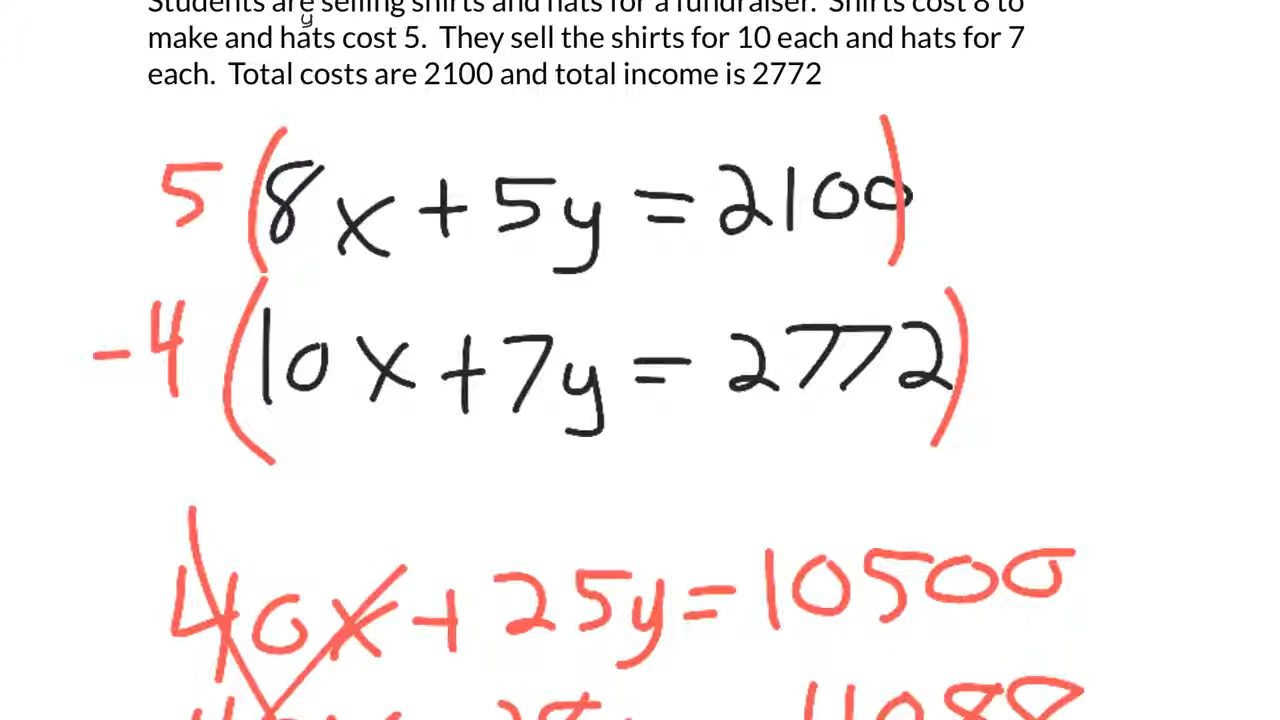 Students are selling shirts and hats for a fundraiser. Shirts cost 8 to
y
make and hats cost 5. They sell the shirts for 10 each and hats for 7
each. Total costs are 2100 and total income is 2772
5 (8x + 5y = 2100)
-4 (10x + 7y = 2772)
40x + 25y = 10500